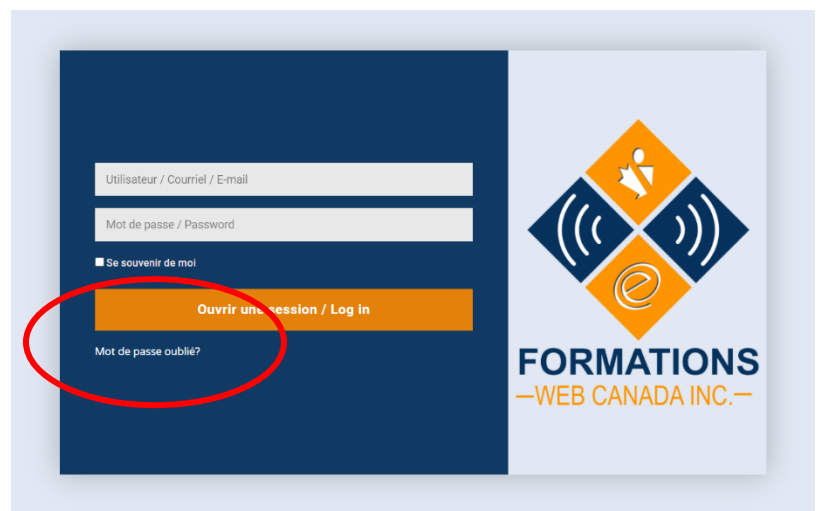 Utilisateur / Courriel / E-mail
Mot de passe / Password
Se souvenir de moi
Ouvrir une session / Log in
Mot de passe oublié?
e
FORMATIONS
—WEB CANADA INC.—